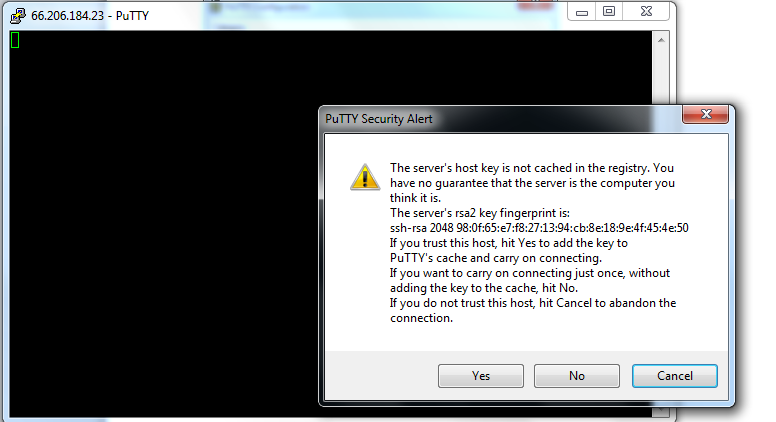 66.206.184.23 - PuTTY
PuTTY Security Alert
The server's host key is not cached in the registry. You
have no guarantee that the server is the computer you
think it is.
The server's rsa2 key fingerprint is:
ssh-rsa 2048 98:0f:65:e7:f8:27:13:94:cb:8e:18:9e:4f:45:4e:50
If you trust this host, hit Yes to add the key to
PuTTY's cache and carry on connecting.
If you want to carry on connecting just once, without
adding the key to the cache, hit No.
If you do not trust this host, hit Cancel to abandon the
connection.
Yes No Cancel